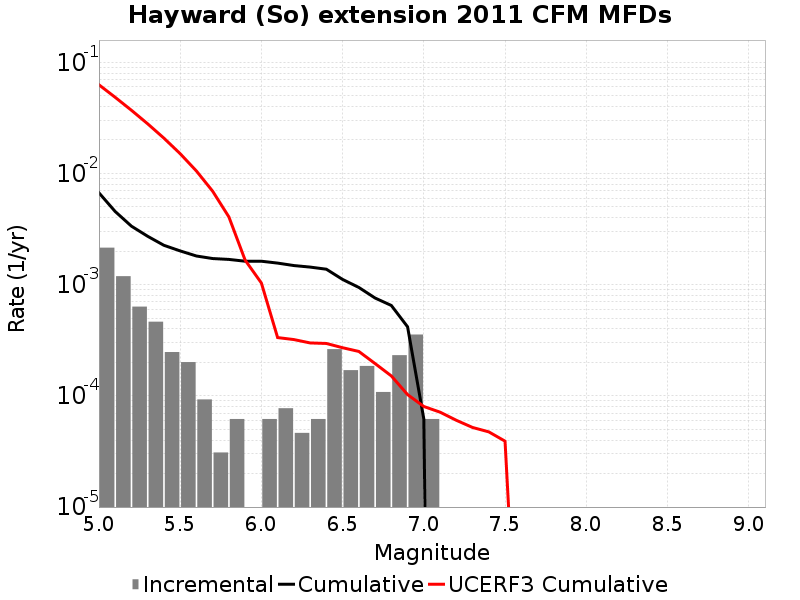 Hayward (So) extension 2011 CFM MFDs
10-1
10-2
10-3
10-4
10-5
Rate (1/yr)
5.0 5.5 6.0 6.5 7.0 7.5 8.0 8.5 9.0
Magnitude
Incremental Cumulative UCERF3 Cumulative